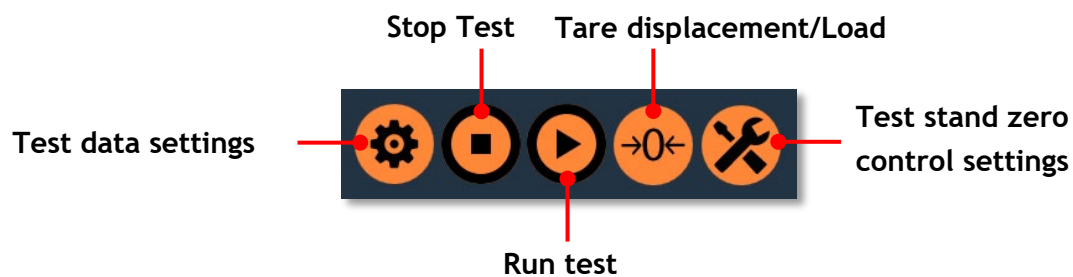 Stop Test
Tare displacement/Load
Test data settings
→0←
Test stand zero
control settings
Run test